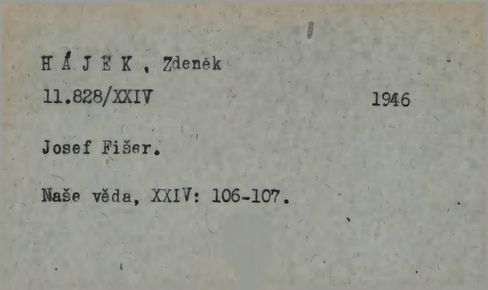 H Á J E K , Zdeněk
11.828/XXIV 1946
Josef Fišer.
Naše věda, XXIV: 106-107.